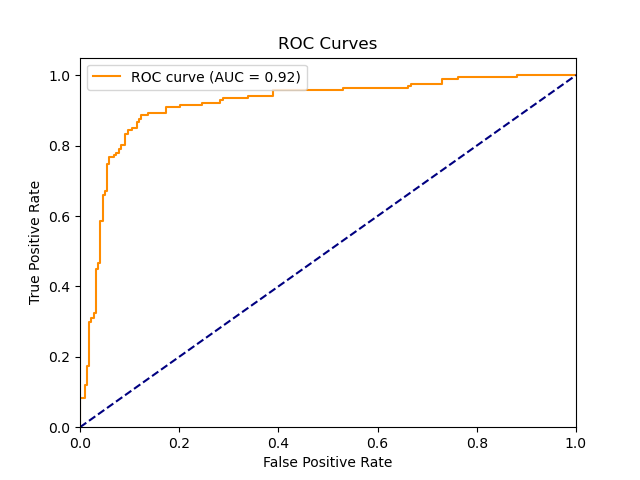 ROC Curves
ROC curve (AUC = 0.92)
True Positive Rate
1.0
0.8
0.6
0.4
0.2
0.0
0.0 0.2 0.4 0.6 0.8 1.0
False Positive Rate